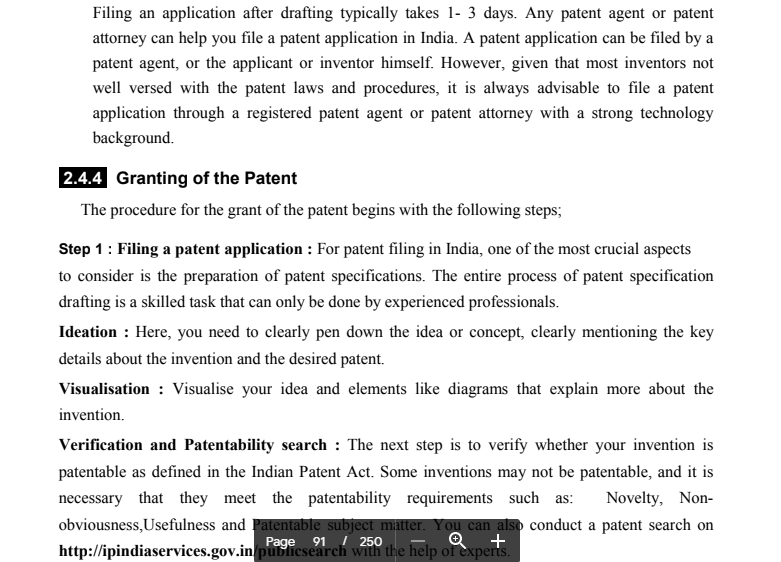 Filing an application after drafting typically takes 1- 3 days. Any patent agent or patent
attorney can help you file a patent application in India. A patent application can be filed by a
patent agent, or the applicant or inventor himself. However, given that most inventors not
well versed with the patent laws and procedures, it is always advisable to file a patent
application through a registered patent agent or patent attorney with a strong technology
background.
2.4.4 Granting of the Patent
The procedure for the grant of the patent begins with the following steps;
Step 1 : Filing a patent application : For patent filing in India, one of the most crucial aspects
to consider is the preparation of patent specifications. The entire process of patent specification
drafting is a skilled task that can only be done by experienced professionals.
Ideation : Here, you need to clearly pen down the idea or concept, clearly mentioning the key
details about the invention and the desired patent.
Visualisation : Visualise your idea and elements like diagrams that explain more about the
invention.
Verification and Patentability search : The next step is to verify whether your invention is
patentable as defined in the Indian Patent Act. Some inventions may not be patentable, and it is
necessary that they meet the patentability requirements such as: Novelty, Non-
obviousness,Usefulness and Patentable subject matter. You can also conduct a patent search on
http://ipindiaservices.gov.in/publicsearch with the help of experts.
Page 91 / 250